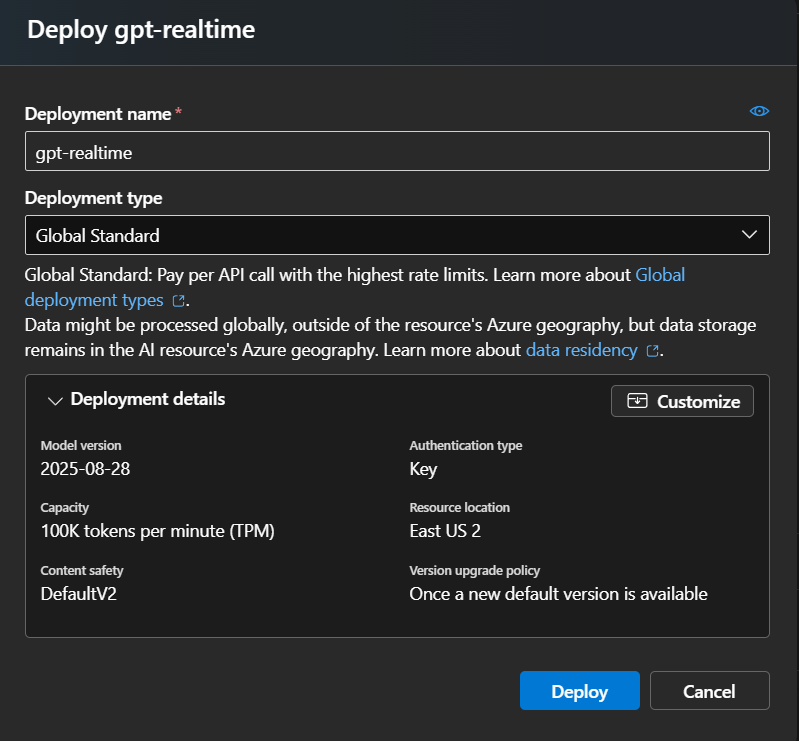 Deploy gpt-realtime
Deployment name *
gpt-realtime
Deployment type
Global Standard
Global Standard: Pay per API call with the highest rate limits. Learn more about Global
deployment types .
Data might be processed globally, outside of the resource's Azure geography, but data storage
remains in the AI resource's Azure geography. Learn more about data residency .
Deployment details
Customize
Model version
2025-08-28
Authentication type
Key
Capacity
100K tokens per minute (TPM)
Resource location
East US 2
Content safety
DefaultV2
Version upgrade policy
Once a new default version is available
Deploy
Cancel